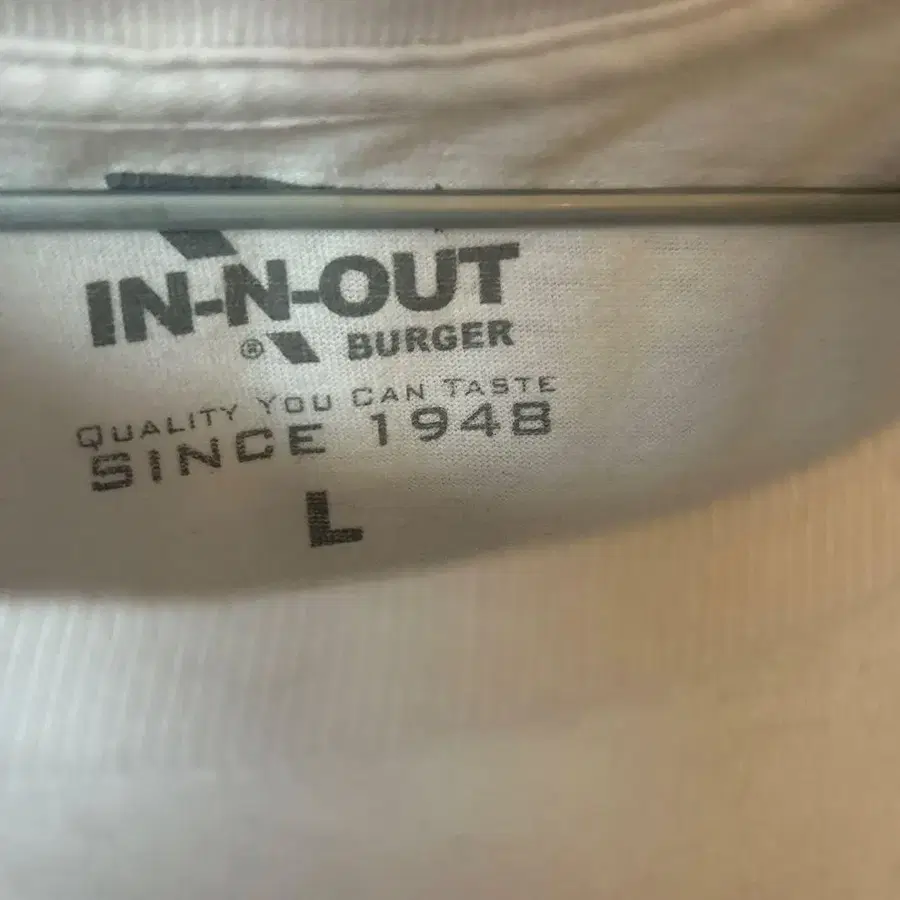 IN-N-OUT
® BURGER
QUALITY YOU CAN TASTE
SINCE 1948
L